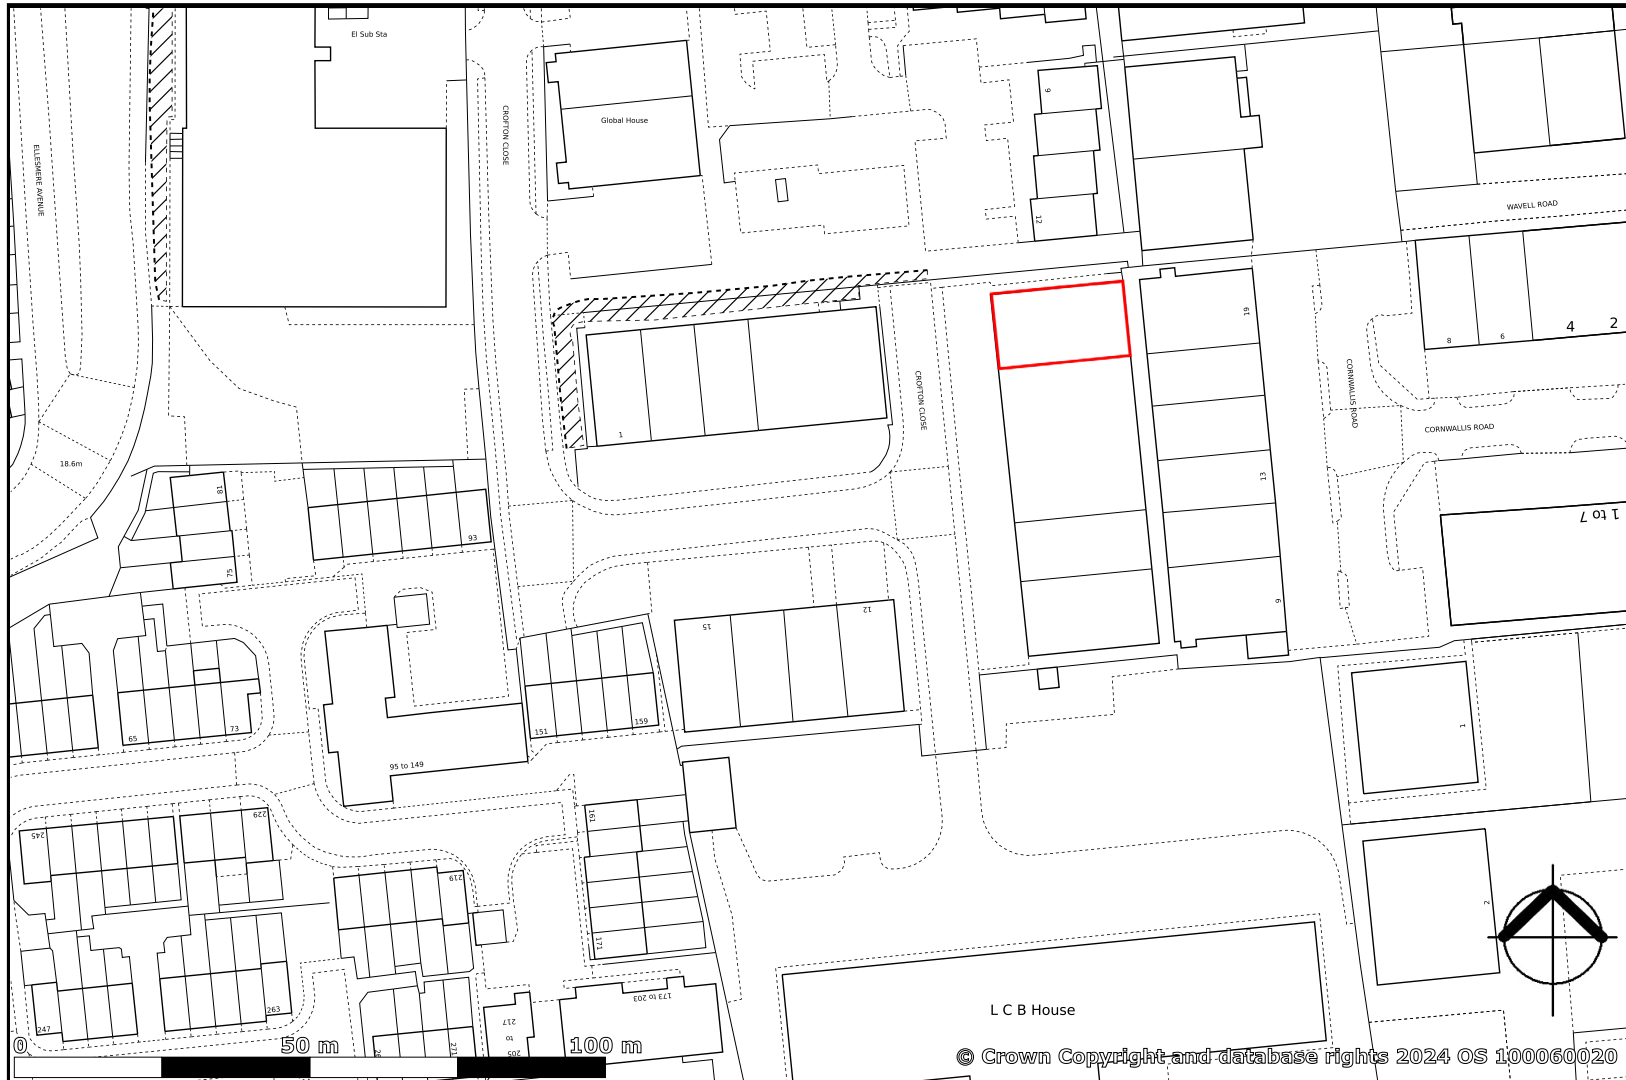 El Sub Sta
ELLESMERE AVENUE
CROFTON CLOSE
Global House
9
12
WAVELL ROAD
19
CORNWALLIS ROAD
8
6
4
2
CROFTON CLOSE
1
CORNWALLIS ROAD
18.6m
81
93
75
13
1 to 7
9
15
12
65
73
151
159
95 to 149
1
245
229
161
219
2
171
247
263
173 to 203
217
to
205
271
L C B House
0
50 m
100 m
© Crown Copyright and database rights 2024 OS 100060020